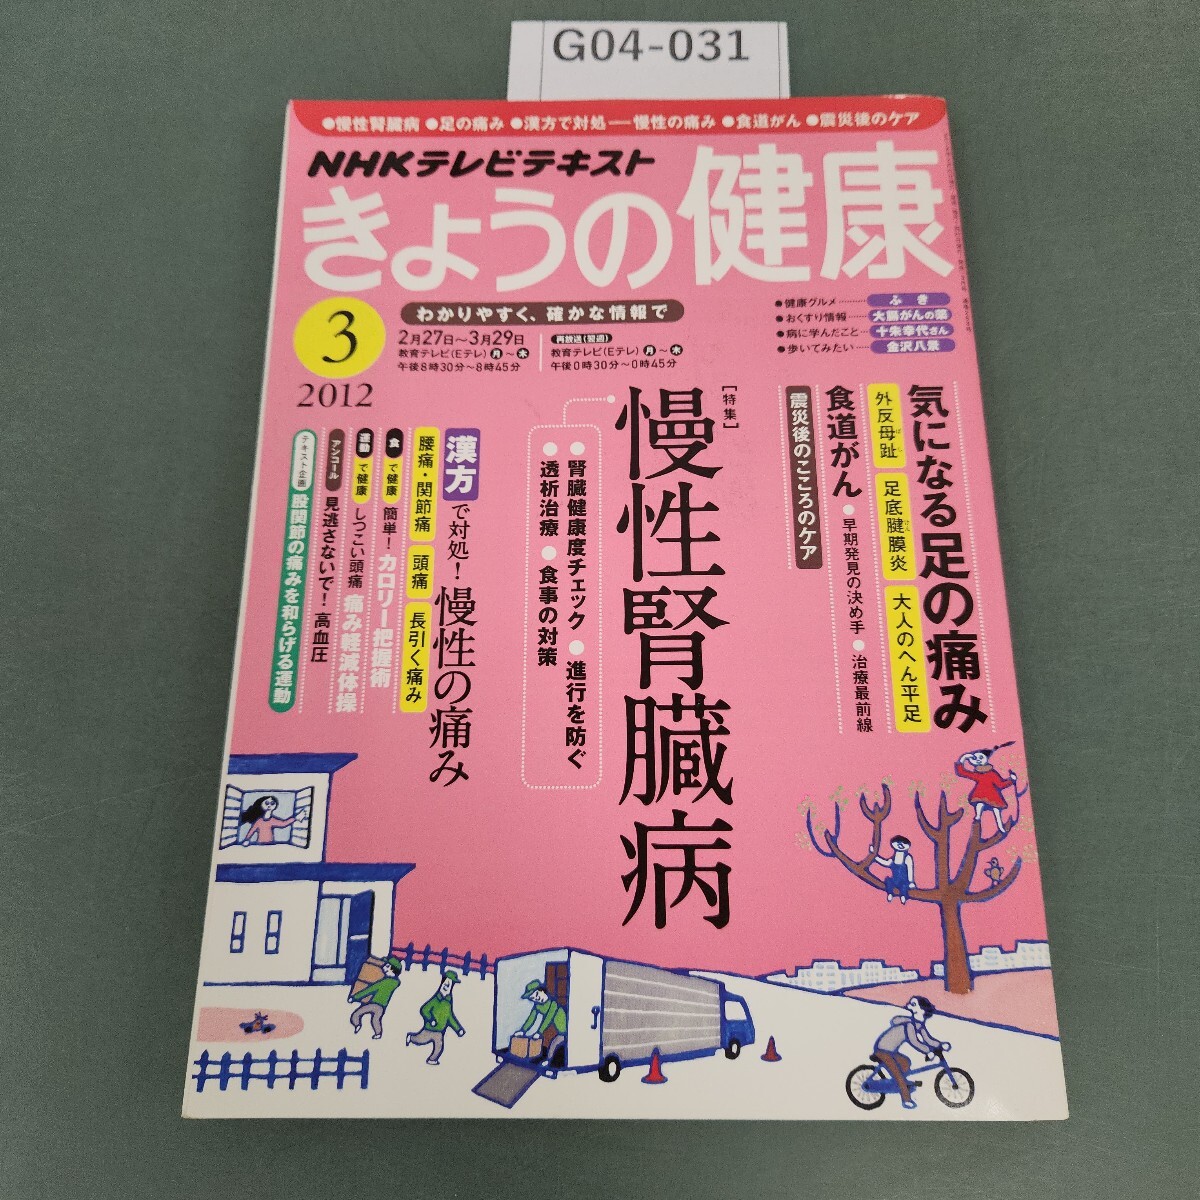 G04-031
●慢性腎臓病 ●足の痛み ●漢方で対処―慢性の痛み ●食道がん ●震災後のケア
NHKテレビテキスト
きょうの健康
3
2012
わかりやすく、確かな情報で
2月27日～3月29日
教育テレビ(Eテレ) 月～木
午後8時30分～8時45分
再放送(翌週)
教育テレビ(Eテレ) 月～木
午後0時30分～0時45分
●健康グルメ………ふき
●おくすり情報………大腸がんの薬
●病に学んだこと…十朱幸代さん
●歩いてみたい……金沢八景
気になる足の痛み
外反母趾 足底腱膜炎 大人のへん平足
ぼし
けん
食道がん ●早期発見の決め手 ●治療最前線
震災後のこころのケア
[特集]
慢性腎臓病
●腎臓健康度チェック ●進行を防ぐ
●透析治療 ●食事の対策
漢方で対処！ 慢性の痛み
腰痛・関節痛 頭痛 長引く痛み
食で健康 簡単！ カロリー把握術
運動で健康 しつこい頭痛 痛み軽減体操
アンコール 見逃さないで！ 高血圧
テキスト企画 股関節の痛みを和らげる運動